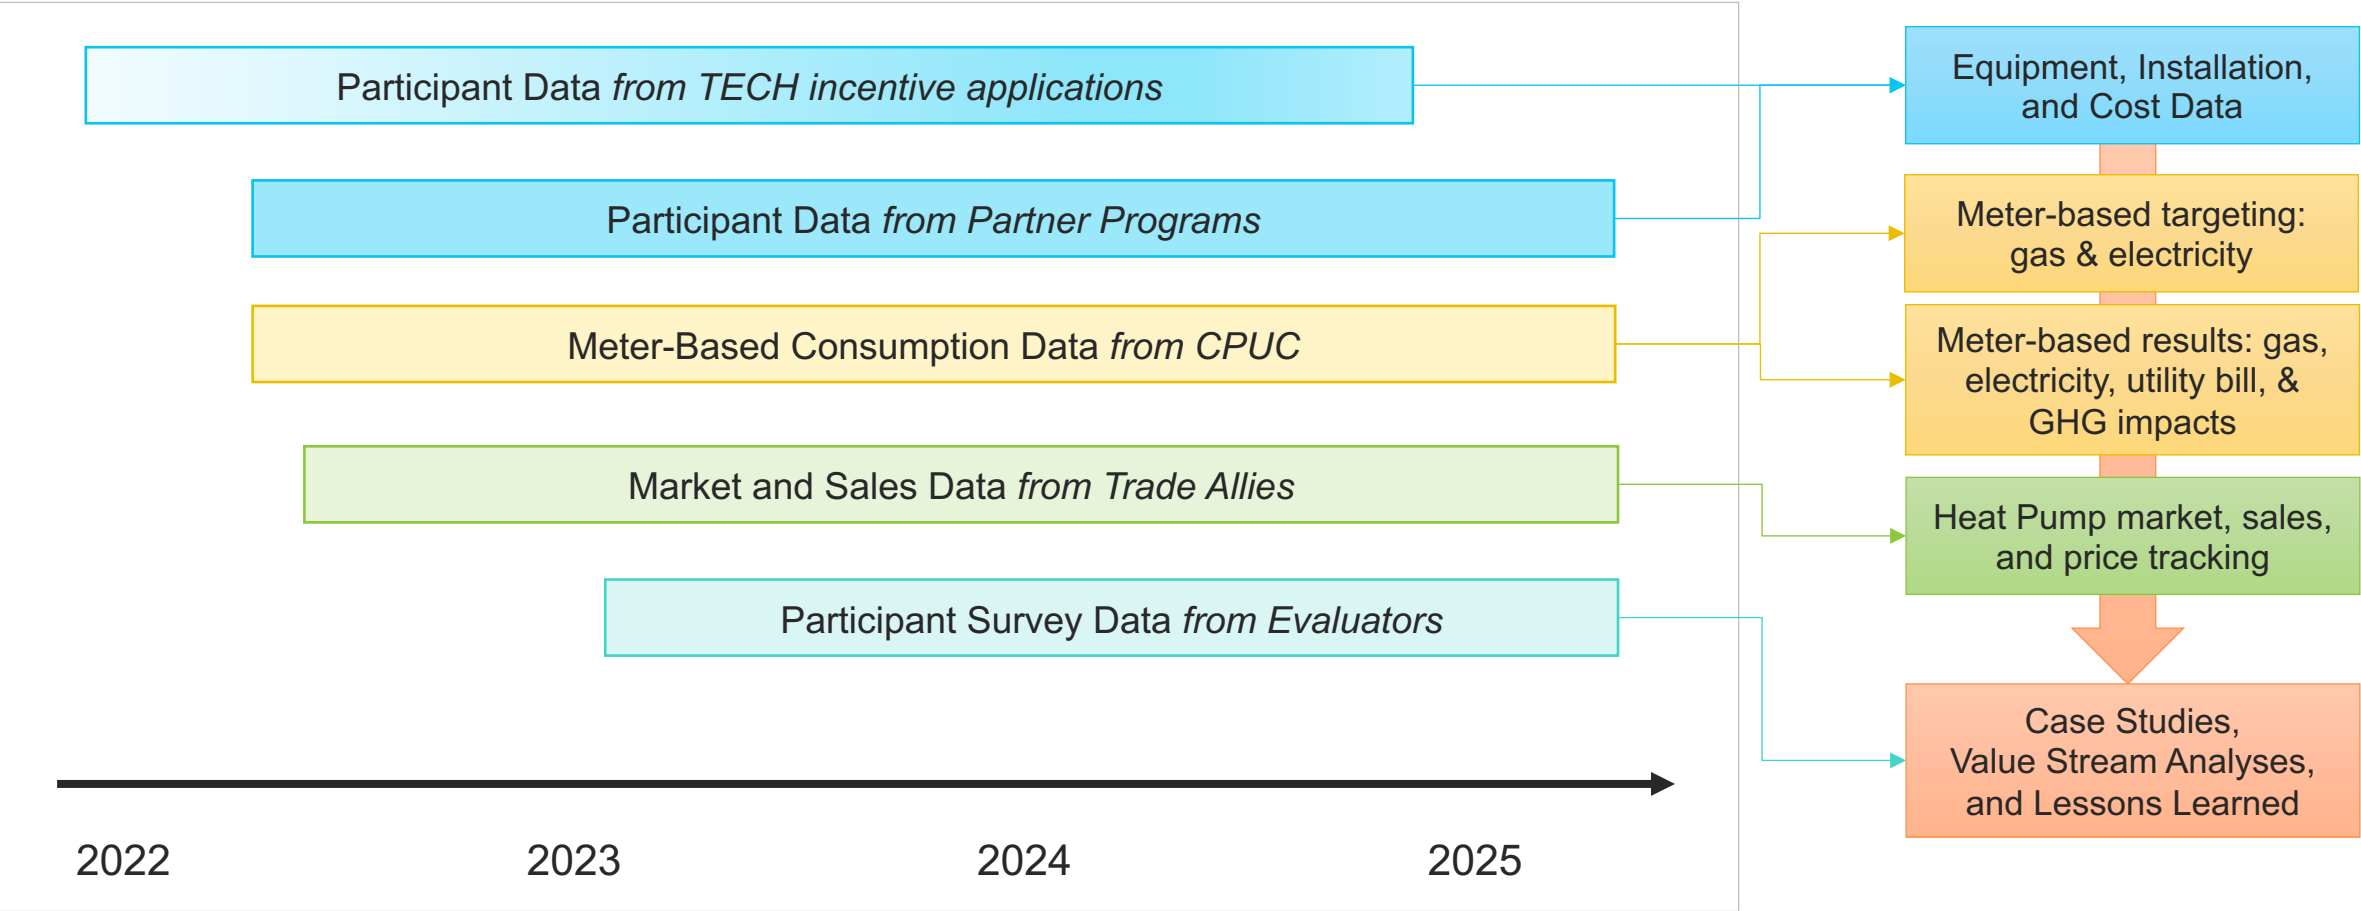 Participant Data from TECH incentive applications
Participant Data from Partner Programs
Meter-Based Consumption Data from CPUC
Market and Sales Data from Trade Allies
Participant Survey Data from Evaluators
2022
2023
2024
2025
Equipment, Installation,
and Cost Data
Meter-based targeting:
gas & electricity
Meter-based results: gas,
electricity, utility bill, &
GHG impacts
Heat Pump market, sales,
and price tracking
Case Studies,
Value Stream Analyses,
and Lessons Learned